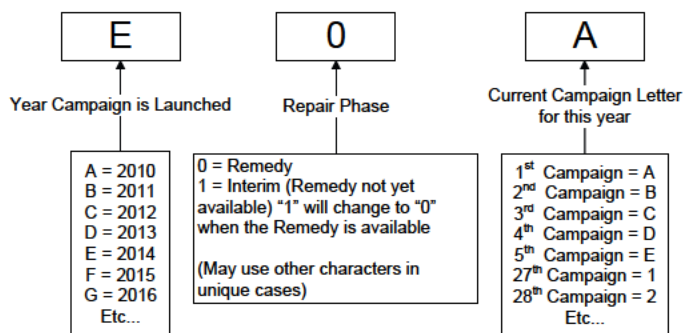 E 0 A
Year Campaign is Launched
Repair Phase
Current Campaign Letter
for this year
A = 2010
B = 2011
C = 2012
D = 2013
E = 2014
F = 2015
G = 2016
Etc...
0 = Remedy
1 = Interim (Remedy not yet
available) “1” will change to “0”
when the Remedy is available
(May use other characters in
unique cases)
1st Campaign = A
2nd Campaign = B
3rd Campaign = C
4th Campaign = D
5th Campaign = E
27th Campaign = 1
28th Campaign = 2
Etc...